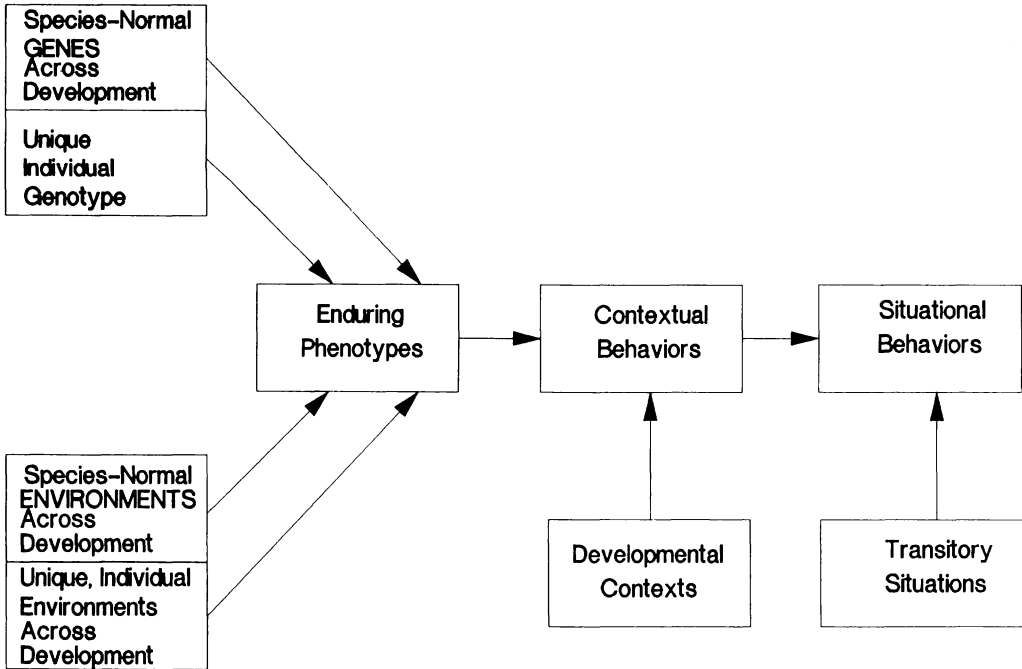 Species-Normal
GENES
Across
Development
Unique
Individual
Genotype
Enduring
Phenotypes
Contextual
Behaviors
Situational
Behaviors
Species-Normal
ENVIRONMENTS
Across
Development
Unique, Individual
Environments
Across
Development
Developmental
Contexts
Transitory
Situations